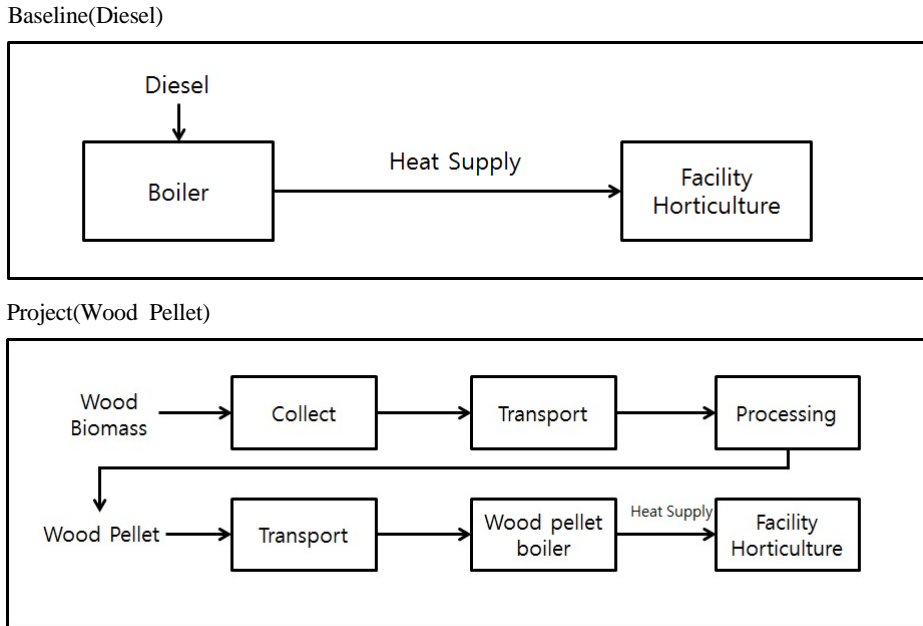 Baseline(Diesel)
Diesel
Boiler
Heat Supply
Facility
Horticulture
Project(Wood Pellet)
Wood
Biomass
Collect
Transport
Processing
Wood Pellet
Transport
Wood pellet
boiler
Heat Supply
Facility
Horticulture